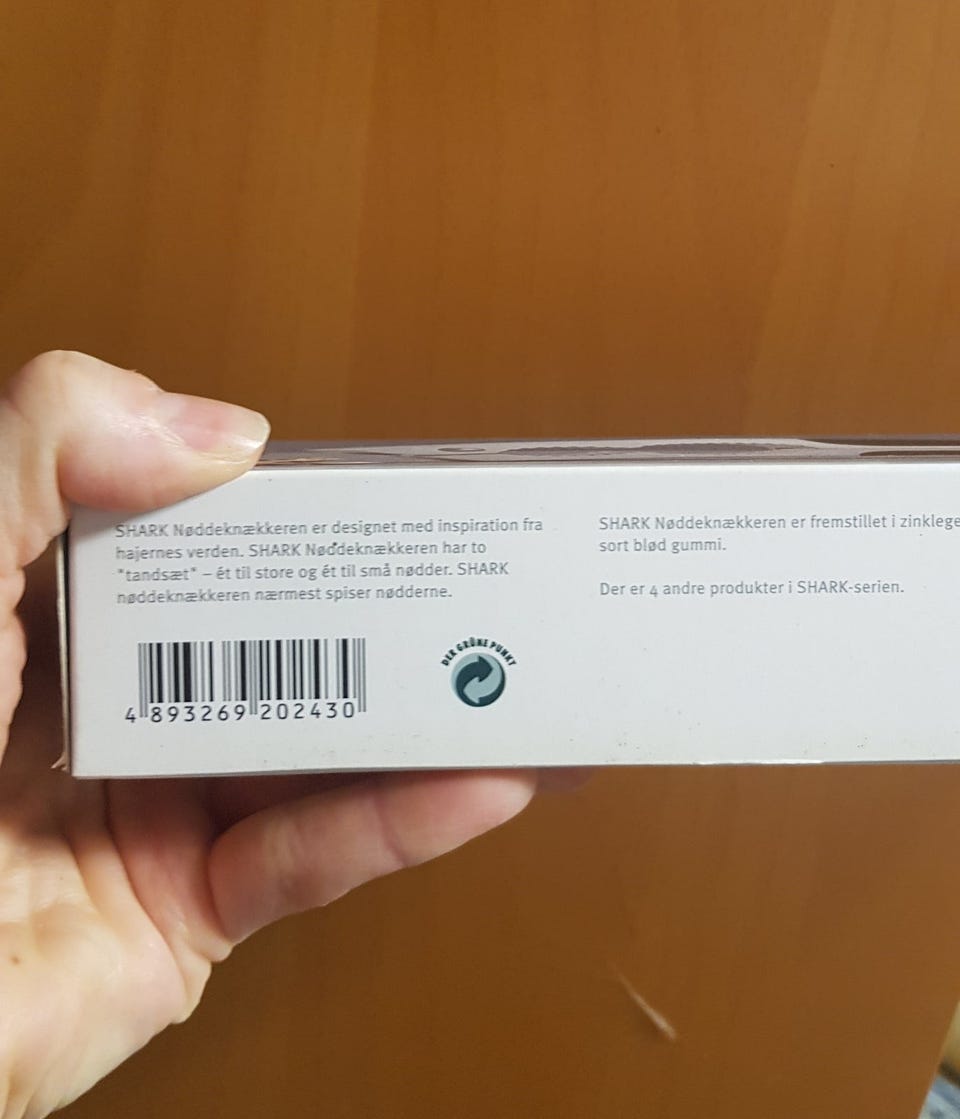 SHARK Nøddeknækkeren er designet med inspiration fra
hajernes verden. SHARK Nøddeknækkeren har to
"tandsæt" – ét til store og ét til små nødder. SHARK
nøddeknækkeren nærmest spiser nødderne.
SHARK Nøddeknækkeren er fremstillet i zinklege
sort blød gummi.
Der er 4 andre produkter i SHARK-serien.
DER GRÜNE PUNKT
4 893269 202430